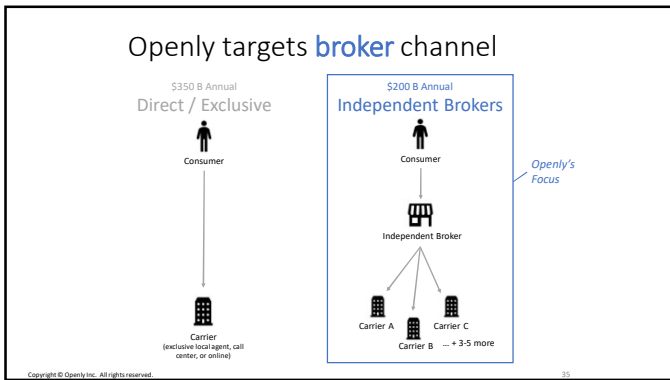 Openly targets broker channel
$350 B Annual
Direct / Exclusive
Consumer
Carrier
(exclusive local agent, call
center, or online)
$200 B Annual
Independent Brokers
Consumer
Independent Broker
Carrier A
Carrier B
Carrier C
... + 3-5 more
Openly's
Focus
Copyright © Openly Inc.  All rights reserved.
35